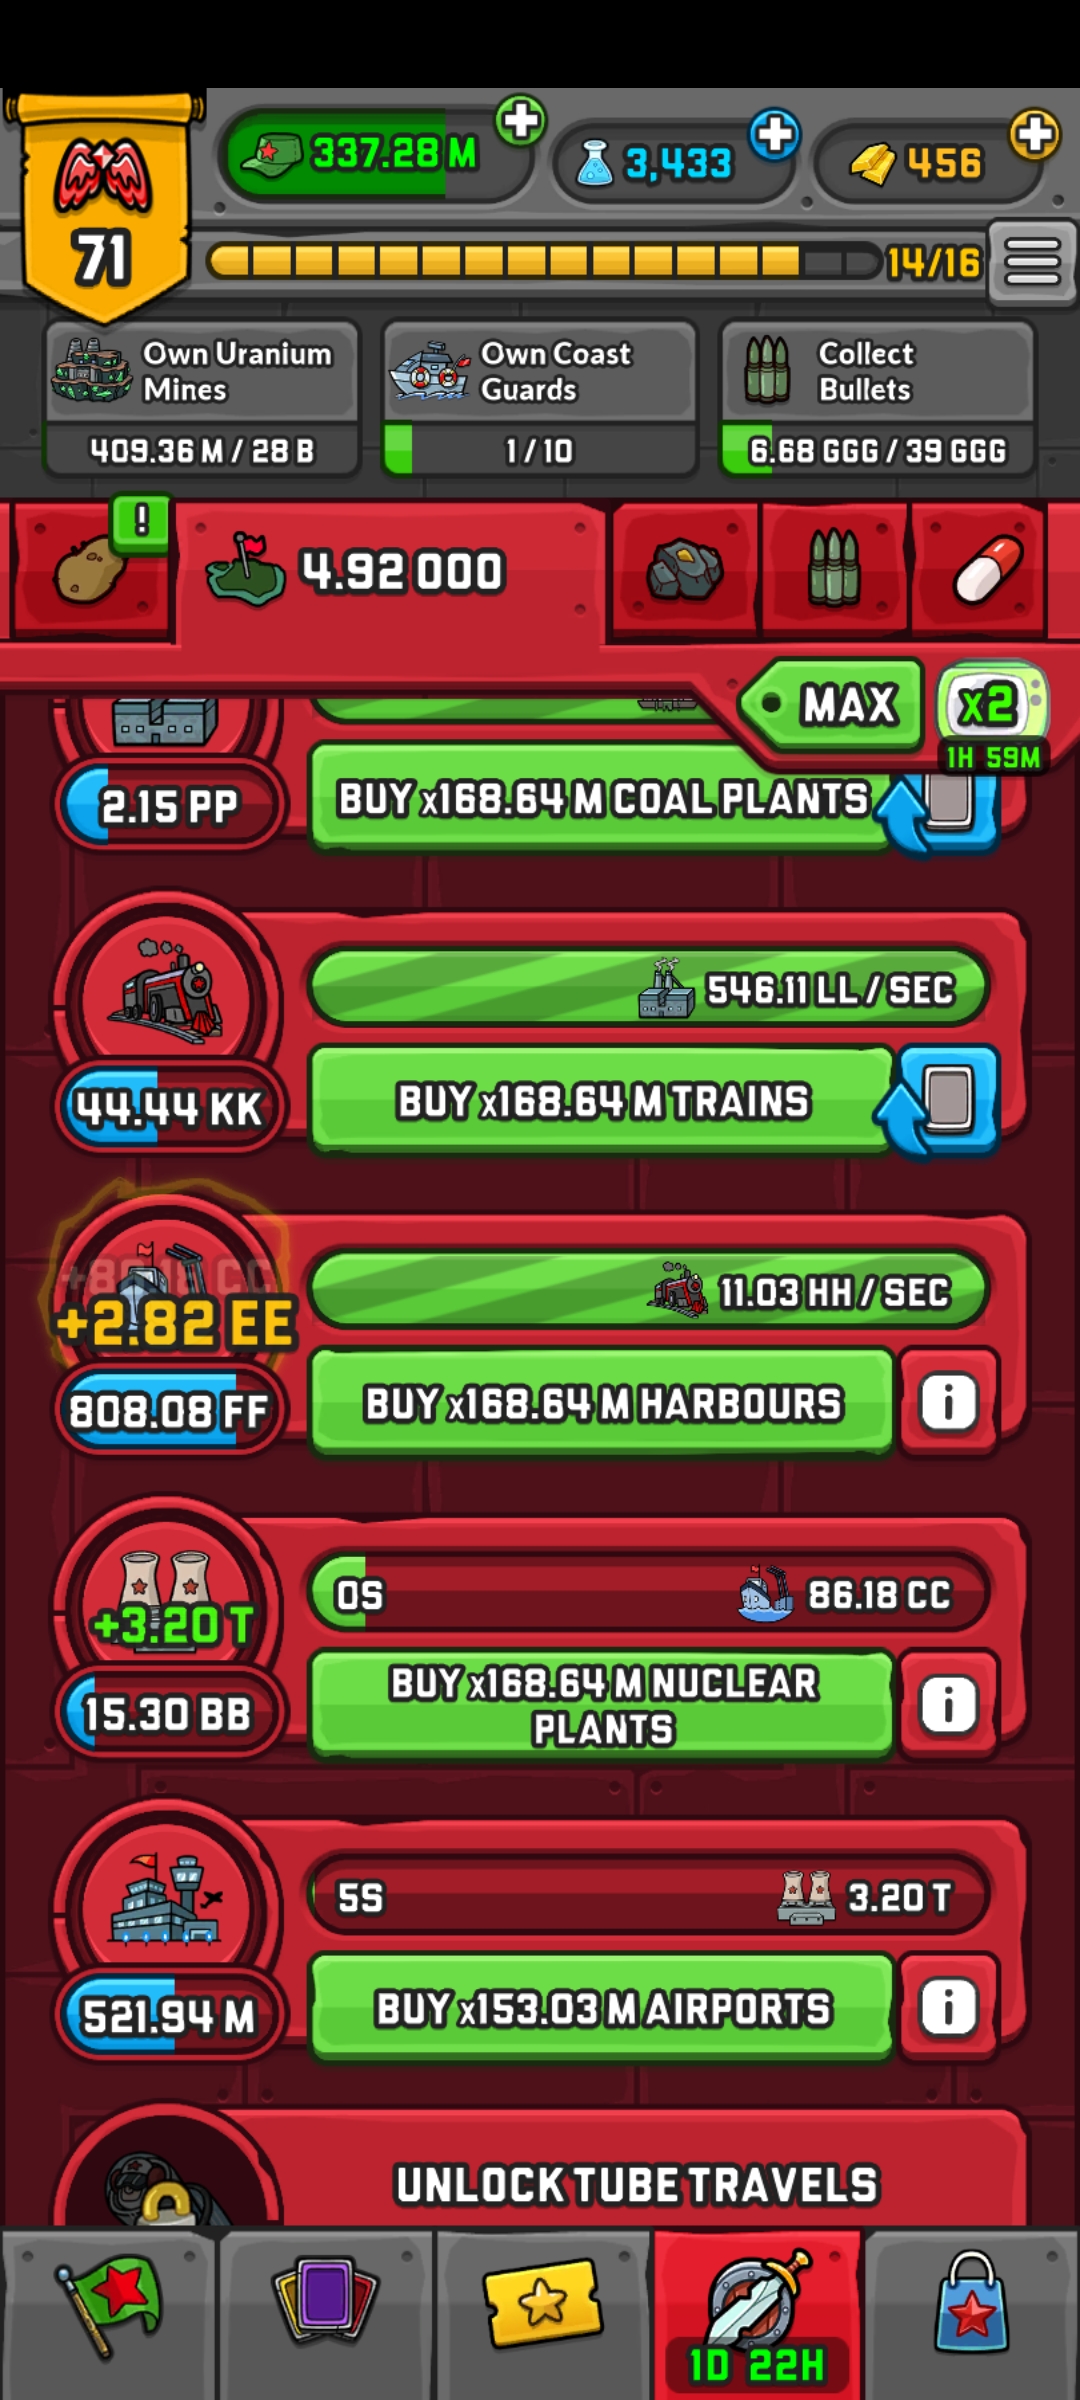 337.28 M
3,433
456
71
14/16
Own Uranium
Mines
409.36 M / 28 B
Own Coast
Guards
1 / 10
Collect
Bullets
6.68 GGG / 39 GGG
!
4.92 OOO
MAX
x2
1H 59M
2.15 PP
BUY x168.64 M COAL PLANTS
546.11 LL / SEC
44.44 KK
BUY x168.64 M TRAINS
+86.18 CC
+2.82 EE
11.03 HH / SEC
808.08 FF
BUY x168.64 M HARBOURS
i
+3.20 T
0S
86.18 CC
15.30 BB
BUY x168.64 M NUCLEAR
PLANTS
i
5S
3.20 T
521.94 M
BUY x153.03 M AIRPORTS
i
UNLOCK TUBE TRAVELS
1D 22H